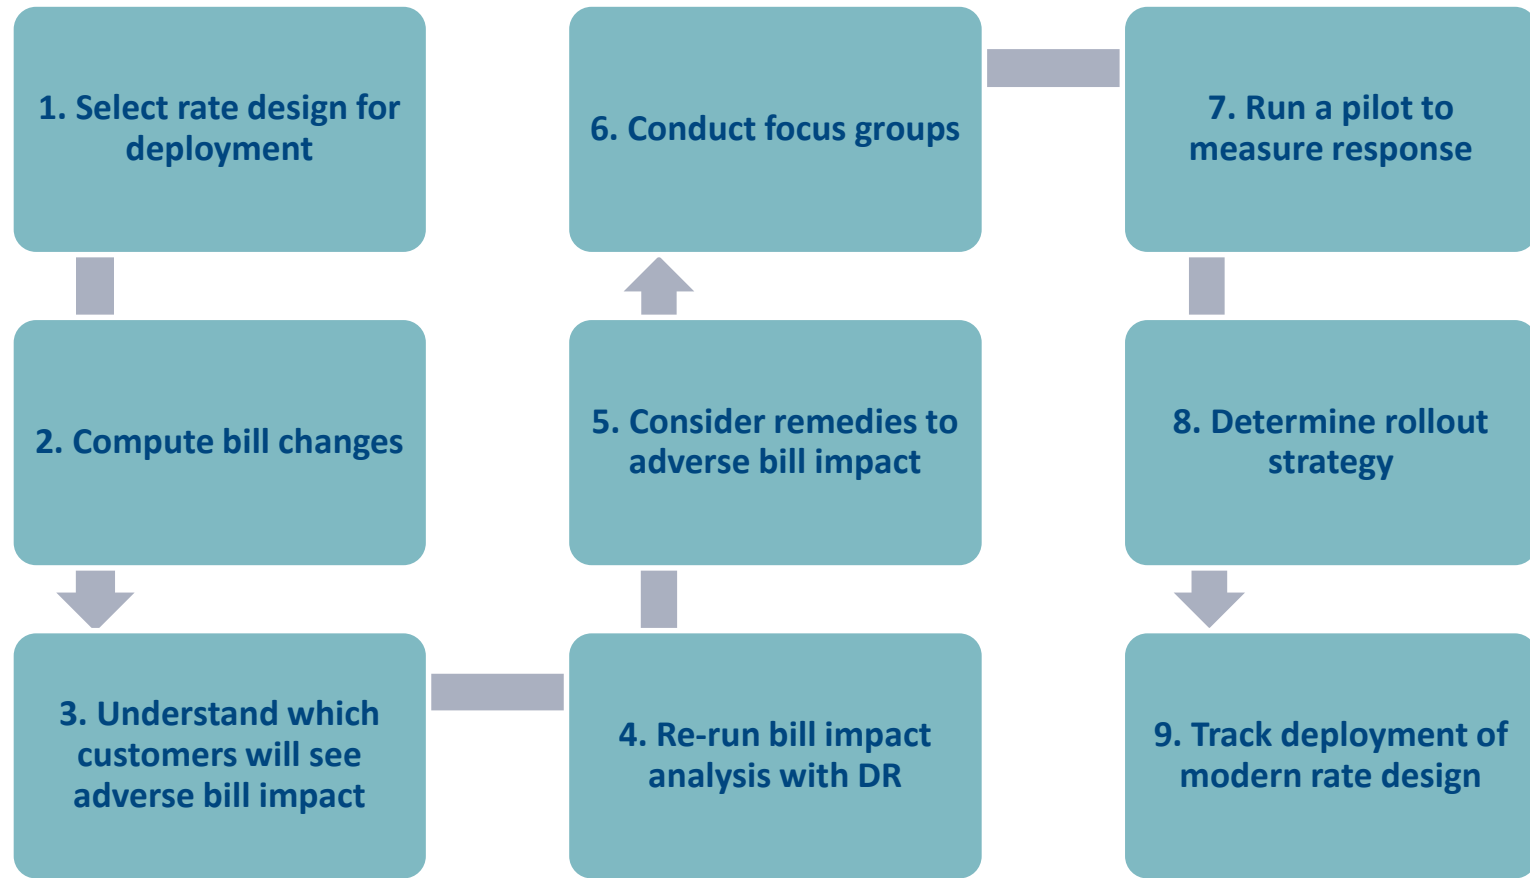 1. Select rate design for
deployment
2. Compute bill changes
3. Understand which
customers will see
adverse bill impact
4. Re-run bill impact
analysis with DR
5. Consider remedies to
adverse bill impact
6. Conduct focus groups
7. Run a pilot to
measure response
8. Determine rollout
strategy
9. Track deployment of
modern rate design